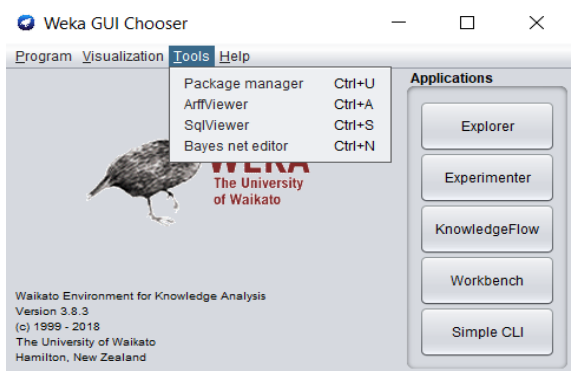 Weka GUI Chooser
Program Visualization Tools Help
Package manager Ctrl+U
ArffViewer Ctrl+A
SqlViewer Ctrl+S
Bayes net editor Ctrl+N
WEKA
The University
of Waikato
Waikato Environment for Knowledge Analysis
Version 3.8.3
(c) 1999 - 2018
The University of Waikato
Hamilton, New Zealand
Applications
Explorer
Experimenter
KnowledgeFlow
Workbench
Simple CLI